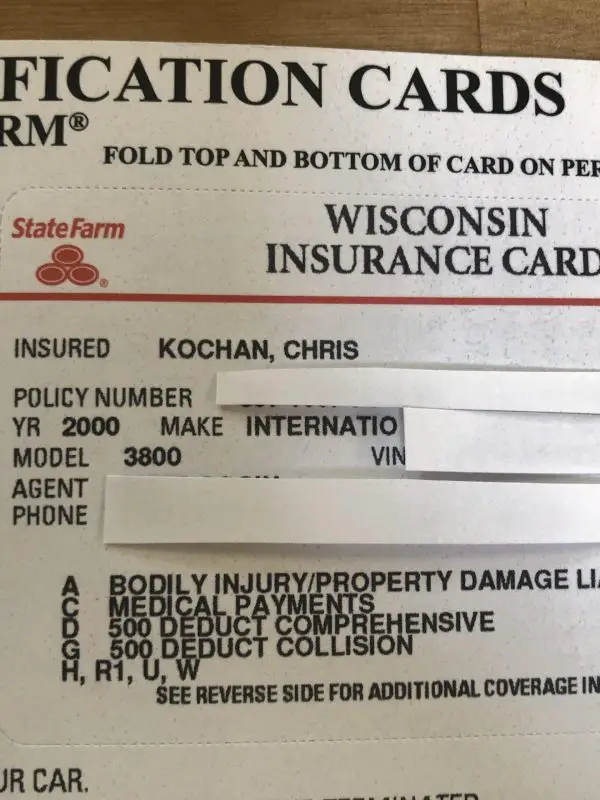 FICATION CARDS
RM®
FOLD TOP AND BOTTOM OF CARD ON PER
State Farm ®
WISCONSIN
INSURANCE CARD
INSURED KOCHAN, CHRIS
POLICY NUMBER
YR 2000 MAKE INTERNATIO
MODEL 3800 VIN
AGENT
PHONE
A BODILY INJURY/PROPERTY DAMAGE LIA
C MEDICAL PAYMENTS
D 500 DEDUCT COMPREHENSIVE
G 500 DEDUCT COLLISION
H, R1, U, W
SEE REVERSE SIDE FOR ADDITIONAL COVERAGE IN
UR CAR.